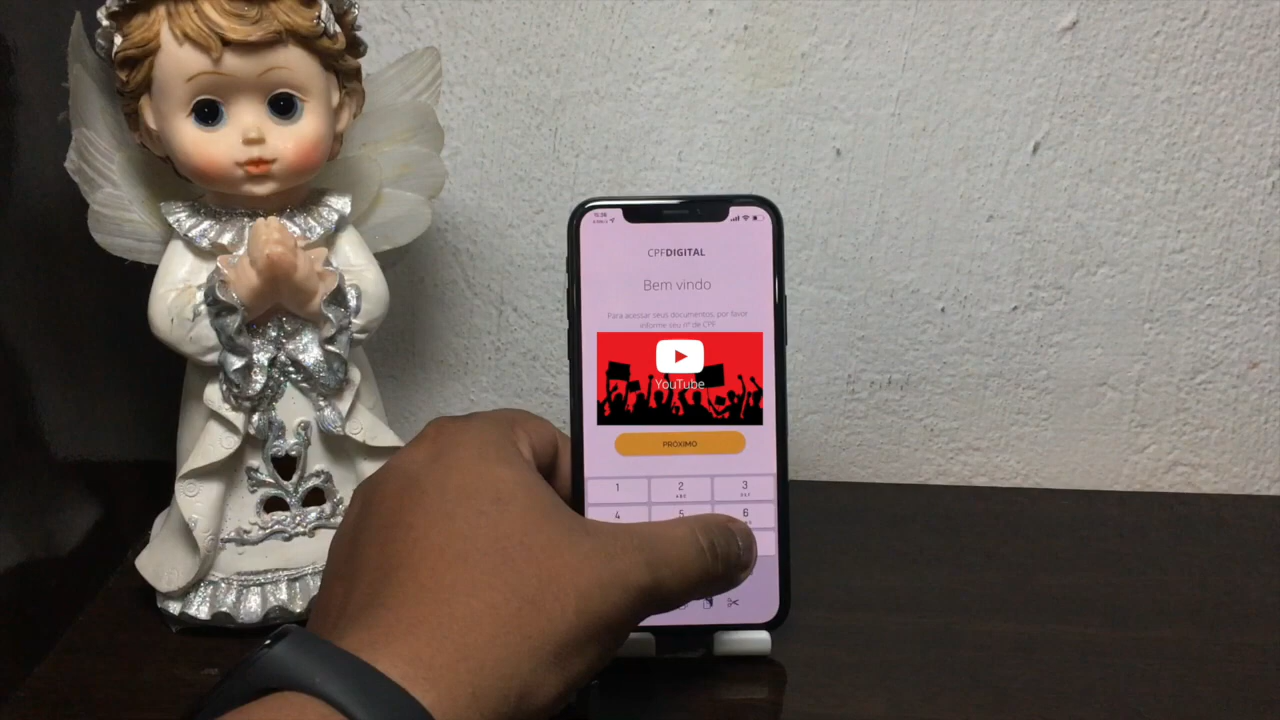 CPFDIGITAL
Bem vindo
Para acessar seus documentos, por favor
informe seu nº de CPF
YouTube
PRÓXIMO
1
2
3
ABC
DEF
4
5
6